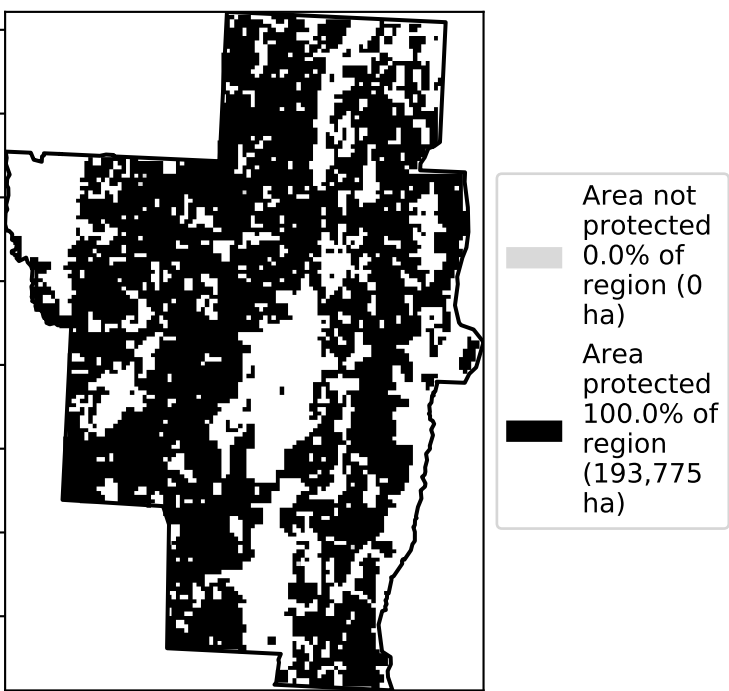 Area not
protected
0.0% of
region (0
ha)
Area
protected
100.0% of
region
(193,775
ha)